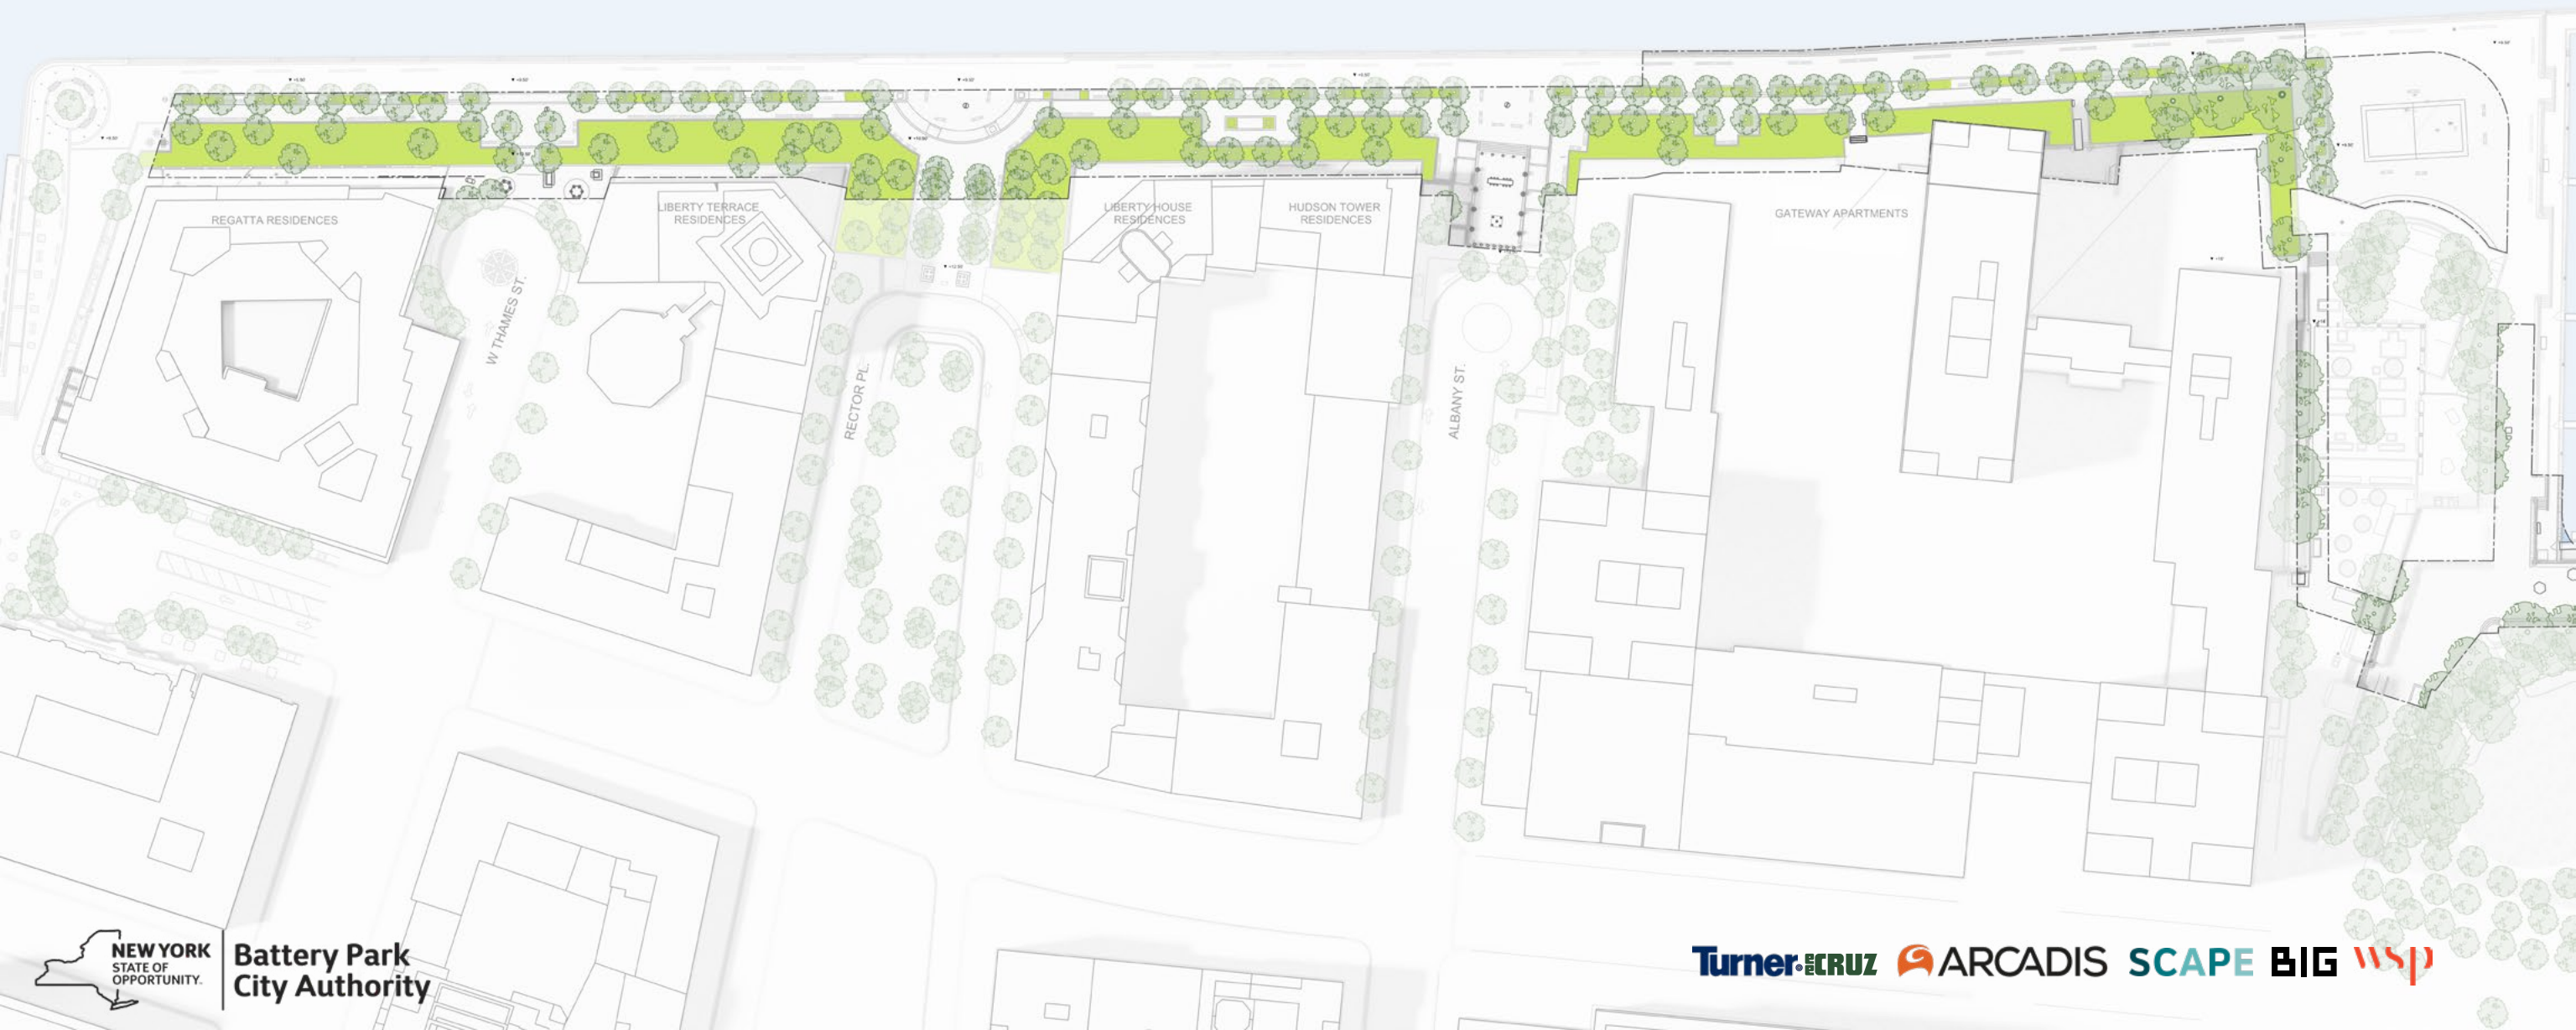 REGATTA RESIDENCES
W THAMES ST.
LIBERTY TERRACE
RESIDENCES
RECTOR PL.
LIBERTY HOUSE
RESIDENCES
HUDSON TOWER
RESIDENCES
ALBANY ST.
GATEWAY APARTMENTS
NEW YORK
STATE OF
OPPORTUNITY.
Battery Park
City Authority
Turner CRUZ
ARCADIS
SCAPE
BIG
wsp